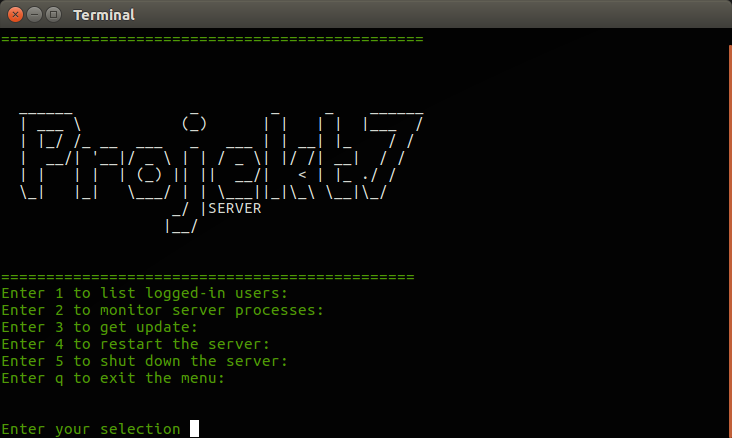 Terminal
===============================================
Projekt7
SERVER
==============================================
Enter 1 to list logged-in users:
Enter 2 to monitor server processes:
Enter 3 to get update:
Enter 4 to restart the server:
Enter 5 to shut down the server:
Enter q to exit the menu:
Enter your selection